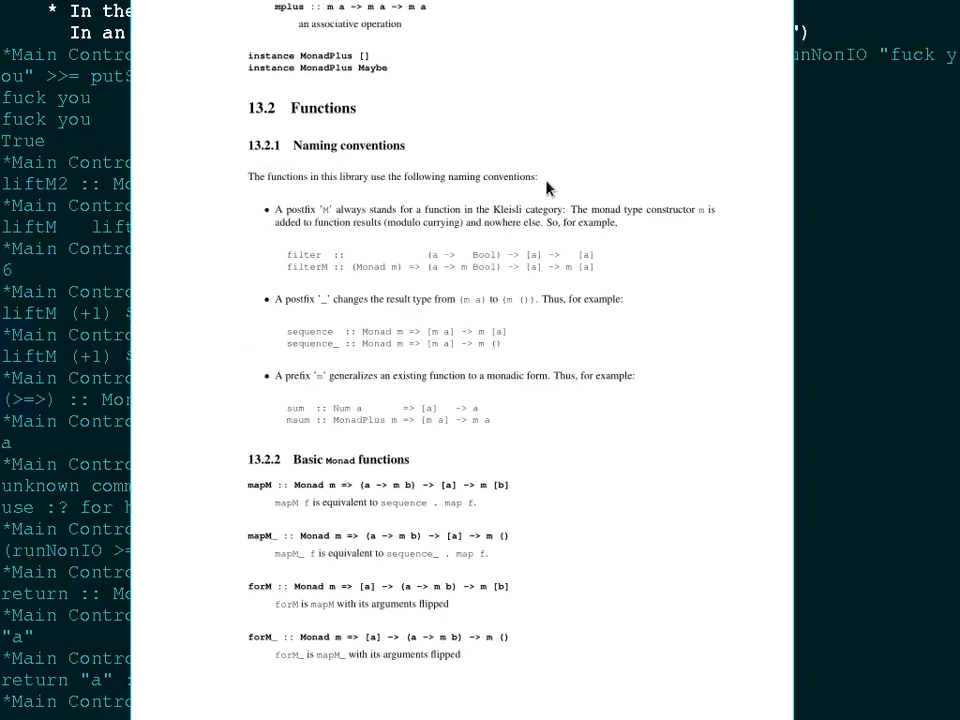 * In the
In an ")
*Main Contro unNonIO "fuck y
ou" >>= putS
fuck you
fuck you
True
*Main Contro
liftM2 :: Mo
*Main Contro
liftM lift
*Main Contro
6
*Main Contro
liftM (+1) $
*Main Contro
liftM (+1) $
*Main Contro
(>=>) :: Mon
*Main Contro
a
*Main Contro
unknown comm
use :? for h
*Main Contro
(runNonIO >=
*Main Contro
return :: Mo
*Main Contro
"a"
*Main Contro
return "a" :
*Main Contro
mplus :: m a -> m a -> m a
an associative operation
instance MonadPlus []
instance MonadPlus Maybe
13.2 Functions
13.2.1 Naming conventions
The functions in this library use the following naming conventions:
• A postfix 'M' always stands for a function in the Kleisli category: The monad type constructor m is
added to function results (modulo currying) and nowhere else. So, for example,
filter :: (a -> Bool) -> [a] -> [a]
filterM :: (Monad m) => (a -> m Bool) -> [a] -> m [a]
• A postfix '_' changes the result type from (m a) to (m ()). Thus, for example:
sequence :: Monad m => [m a] -> m [a]
sequence_ :: Monad m => [m a] -> m ()
• A prefix 'm' generalizes an existing function to a monadic form. Thus, for example:
sum :: Num a => [a] -> a
msum :: MonadPlus m => [m a] -> m a
13.2.2 Basic Monad functions
mapM :: Monad m => (a -> m b) -> [a] -> m [b]
mapM f is equivalent to sequence . map f.
mapM_ :: Monad m => (a -> m b) -> [a] -> m ()
mapM_ f is equivalent to sequence_ . map f.
forM :: Monad m => [a] -> (a -> m b) -> m [b]
forM is mapM with its arguments flipped
forM_ :: Monad m => [a] -> (a -> m b) -> m ()
forM_ is mapM_ with its arguments flipped